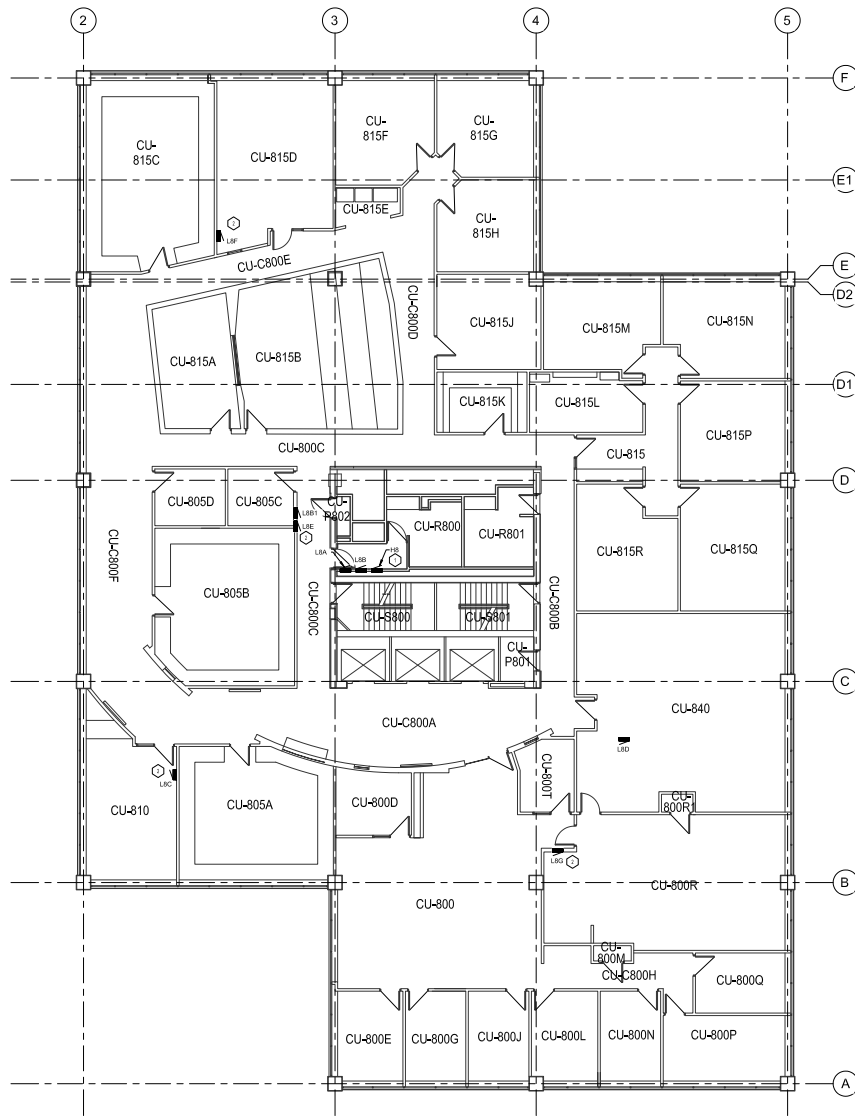 2
3
4
5
F
CU-
815F
CU-
815G
CU-
815C
CU-815D
E1
CU-815E
2
L8F
CU-
815H
CU-C800E
E
D2
CU-C800D
CU-815J
CU-815M
CU-815N
CU-815A
CU-815B
D1
CU-815K
CU-815L
CU-815P
CU-800C
CU-815
D
CU-805D
CU-805C
L8B1
L8E
2
CU-
P802
CU-R800
CU-R801
L8A
L8B
H8
1
CU-815R
CU-815Q
CU-C800F
CU-805B
CU-C800C
CU-S800
CU-S801
CU-C800B
CU-
P801
C
CU-C800A
CU-840
L8D
2
L8C
CU-810
CU-805A
CU-800D
CU-800T
CU-
800R1
L8G
2
CU-800R
B
CU-800
CU-
800M
CU-C800H
CU-800Q
CU-800E
CU-800G
CU-800J
CU-800L
CU-800N
CU-800P
A